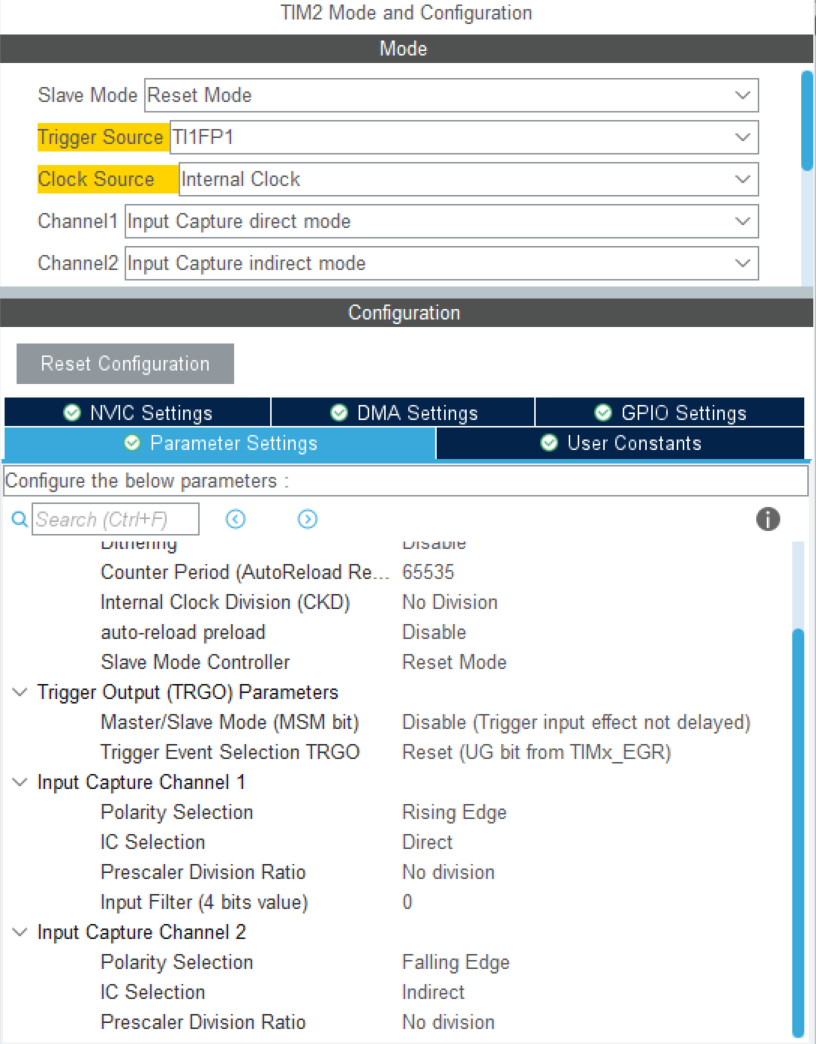 TIM2 Mode and Configuration
Mode
Slave Mode Reset Mode
Trigger Source TI1FP1
Clock Source Internal Clock
Channel1 Input Capture direct mode
Channel2 Input Capture indirect mode
Configuration
Reset Configuration
NVIC Settings DMA Settings GPIO Settings
Parameter Settings User Constants
Configure the below parameters :
Search (Ctrl+F)
Dithering Disable
Counter Period (AutoReload Re... 65535
Internal Clock Division (CKD) No Division
auto-reload preload Disable
Slave Mode Controller Reset Mode
Trigger Output (TRGO) Parameters
Master/Slave Mode (MSM bit) Disable (Trigger input effect not delayed)
Trigger Event Selection TRGO Reset (UG bit from TIMx_EGR)
Input Capture Channel 1
Polarity Selection Rising Edge
IC Selection Direct
Prescaler Division Ratio No division
Input Filter (4 bits value) 0
Input Capture Channel 2
Polarity Selection Falling Edge
IC Selection Indirect
Prescaler Division Ratio No division